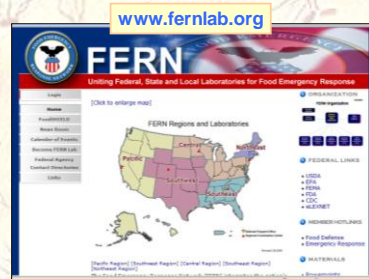 www.fernlab.org
FERN
Uniting Federal, State and Local Laboratories for Food Emergency Response
Login
Home
FoodSHIELD
News Room
Calendar of Events
Become FERN Lab
Federal Agency
Contact Directories
Links
[Click to enlarge map]
FERN Regions and Laboratories
Pacific
Central
Northeast
Southwest
Southeast
[Pacific Region] [Southwest Region] [Central Region] [Southeast Region]
[Northeast Region]
ORGANIZATION
FERN Organization
FEDERAL LINKS
USDA
EPA
FEMA
FDA
CDC
eLEXNET
MEMBER HOTLINKS
Food Defense
Emergency Response
MATERIALS